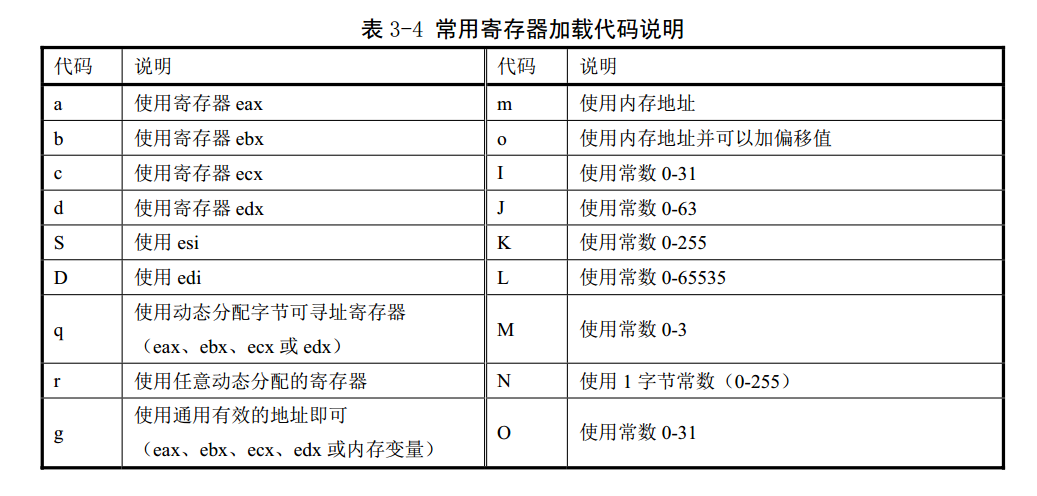 表 3-4 常用寄存器加载代码说明
代码 说明 代码 说明
a 使用寄存器 eax m 使用内存地址
b 使用寄存器 ebx o 使用内存地址并可以加偏移值
c 使用寄存器 ecx I 使用常数 0-31
d 使用寄存器 edx J 使用常数 0-63
S 使用 esi K 使用常数 0-255
D 使用 edi L 使用常数 0-65535
q 使用动态分配字节可寻址寄存器
（eax、ebx、ecx 或 edx） M 使用常数 0-3
r 使用任意动态分配的寄存器 N 使用 1 字节常数（0-255）
g 使用通用有效的地址即可
（eax、ebx、ecx、edx 或内存变量） O 使用常数 0-31